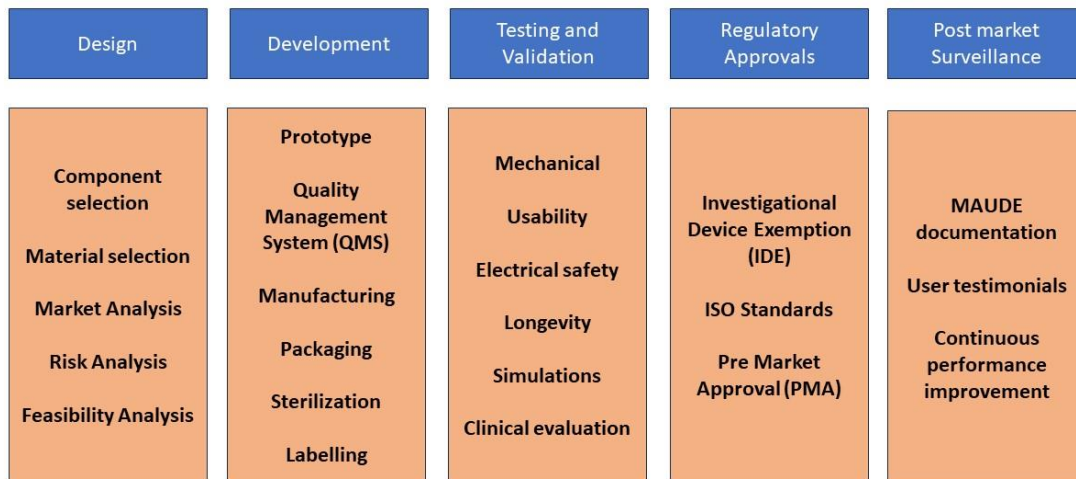 Design
Development
Testing and
Validation
Regulatory
Approvals
Post market
Surveillance
Component
selection
Material selection
Market Analysis
Risk Analysis
Feasibility Analysis
Prototype
Quality
Management
System (QMS)
Manufacturing
Packaging
Sterilization
Labelling
Mechanical
Usability
Electrical safety
Longevity
Simulations
Clinical evaluation
Investigational
Device Exemption
(IDE)
ISO Standards
Pre Market
Approval (PMA)
MAUDE
documentation
User testimonials
Continuous
performance
improvement